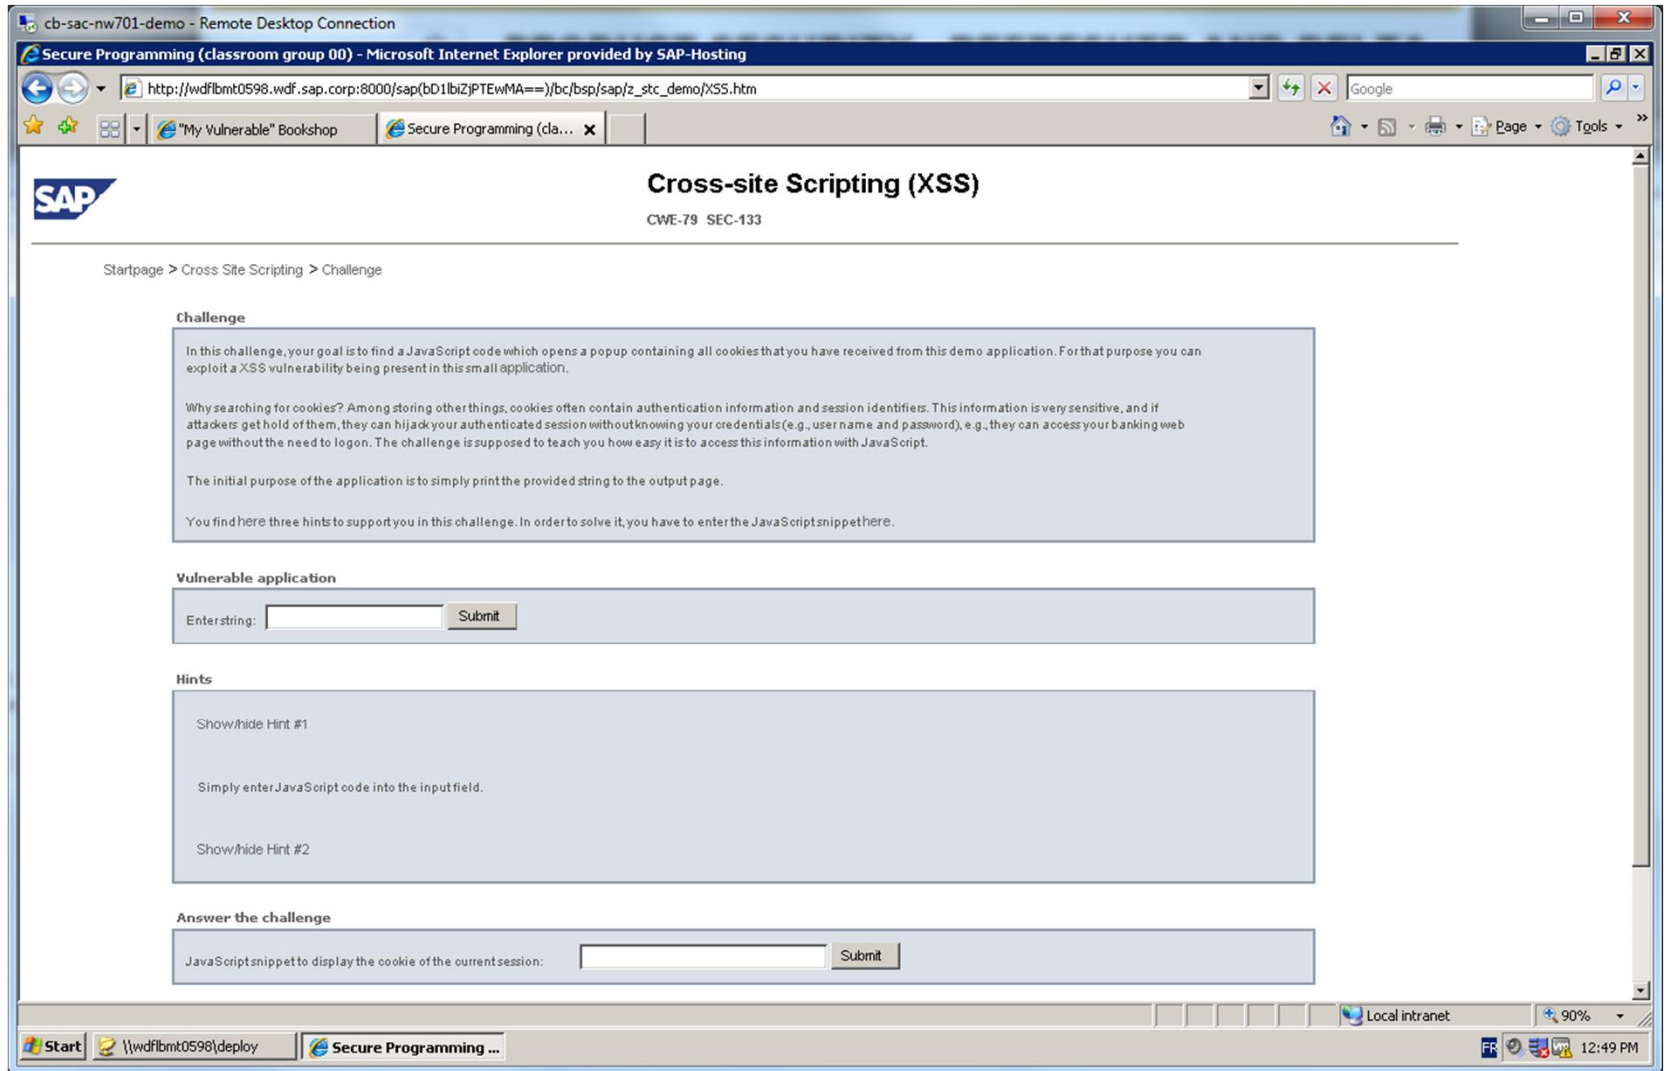 cb-sac-nw701-demo - Remote Desktop Connection
Secure Programming (classroom group 00) - Microsoft Internet Explorer provided by SAP-Hosting
http://wdflbmt0598.wdf.sap.corp:8000/sap(bD1lbiZjPTEwMA==)/bc/bsp/sap/z_stc_demo/XSS.htm
Google
"My Vulnerable" Bookshop
Secure Programming (cla...
Page
Tools
SAP
Cross-site Scripting (XSS)
CWE-79 SEC-133
Startpage > Cross Site Scripting > Challenge
Challenge
In this challenge, your goal is to find a JavaScript code which opens a popup containing all cookies that you have received from this demo application. For that purpose you can
exploit a XSS vulnerability being present in this small application.
Why searching for cookies? Among storing other things, cookies often contain authentication information and session identifiers. This information is very sensitive, and if
attackers get hold of them, they can hijack your authenticated session without knowing your credentials (e.g., user name and password), e.g., they can access your banking web
page without the need to logon. The challenge is supposed to teach you how easy it is to access this information with JavaScript.
The initial purpose of the application is to simply print the provided string to the output page.
You find here three hints to support you in this challenge. In order to solve it, you have to enter the JavaScript snippet here.
Vulnerable application
Enter string:
Submit
Hints
Show/hide Hint #1
Simply enter JavaScript code into the input field.
Show/hide Hint #2
Answer the challenge
JavaScript snippet to display the cookie of the current session:
Submit
Local intranet
90%
Start
\\wdflbmt0598\deploy
Secure Programming ...
FR
12:49 PM